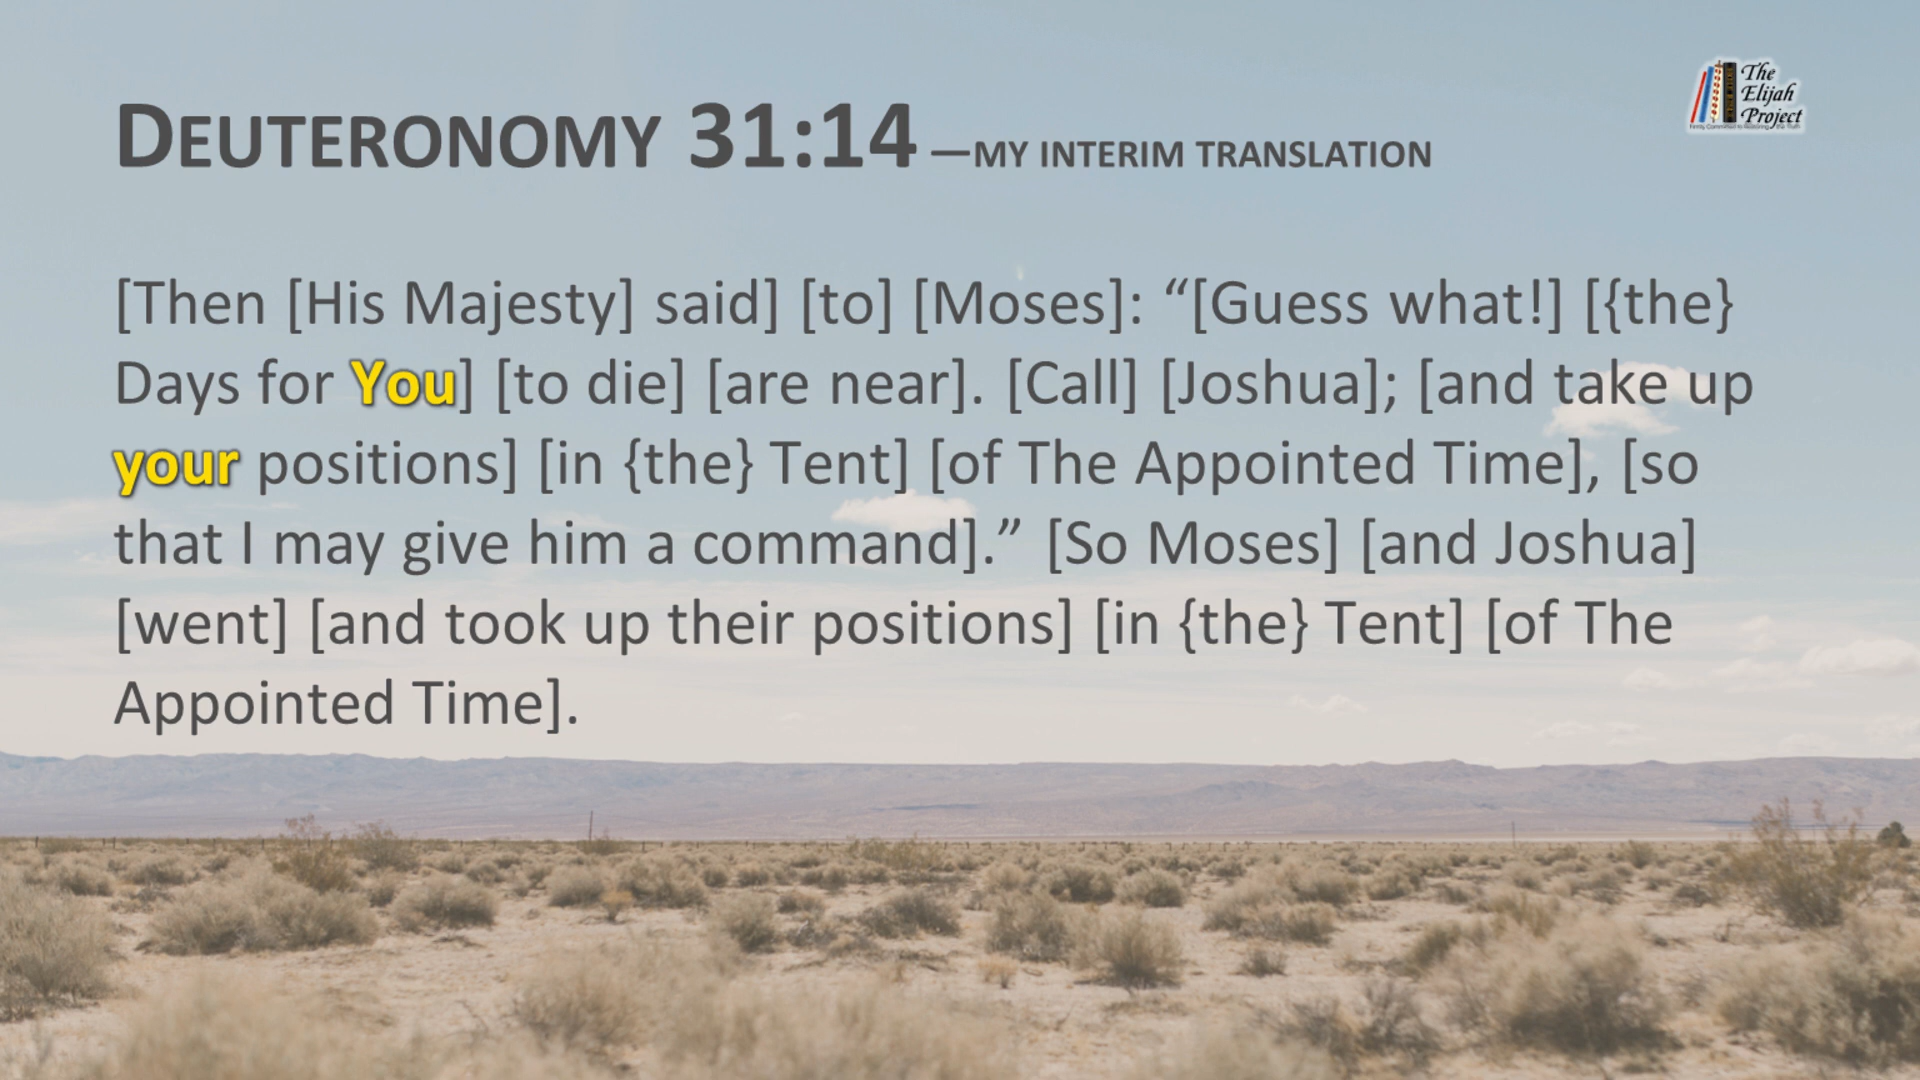 DEUTERONOMY 31:14 —MY INTERIM TRANSLATION
The
Elijah
Project
[Then [His Majesty] said] [to] [Moses]: “[Guess what!] [{the}
Days for You] [to die] [are near]. [Call] [Joshua]; [and take up
your positions] [in {the} Tent] [of The Appointed Time], [so
that I may give him a command].” [So Moses] [and Joshua]
[went] [and took up their positions] [in {the} Tent] [of The
Appointed Time].